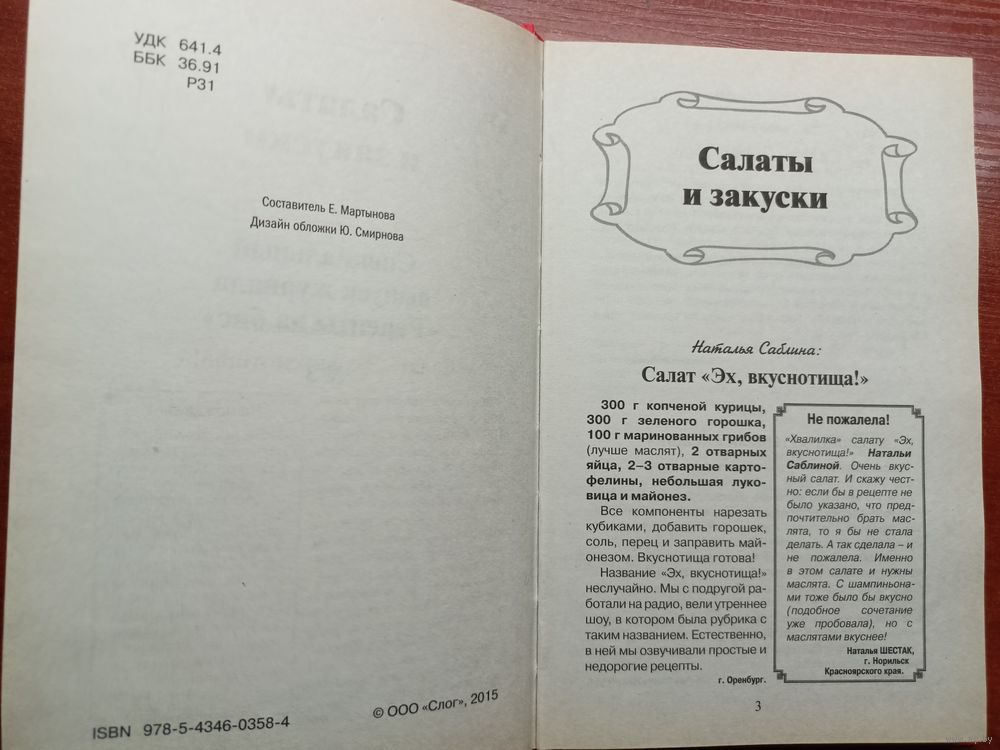 УДК 641.4
ББК 36.91
Р31
Составитель Е. Мартынова
Дизайн обложки Ю. Смирнова
ISBN 978-5-4346-0358-4
© ООО «Слог», 2015
Салаты
и закуски
Наталья Саблина:
Салат «Эх, вкуснотища!»
300 г копченой курицы,
300 г зеленого горошка,
100 г маринованных грибов
(лучше маслят), 2 отварных
яйца, 2–3 отварные карто-
фелины, небольшая луко-
вица и майонез.
Все компоненты нарезать
кубиками, добавить горошек,
соль, перец и заправить май-
онезом. Вкуснотища готова!
Название «Эх, вкуснотища!»
неслучайно. Мы с подругой ра-
ботали на радио, вели утреннее
шоу, в котором была рубрика с
таким названием. Естественно,
в ней мы озвучивали простые и
недорогие рецепты.
г. Оренбург.
Не пожалела!
«Хвалилка» салату «Эх,
вкуснотища!» Натальи
Саблиной. Очень вкус-
ный салат. И скажу чест-
но: если бы в рецепте не
было указано, что пред-
почтительно брать мас-
лята, то я бы не стала
делать. А так сделала – и
не пожалела. Именно
в этом салате и нужны
маслята. С шампиньона-
ми тоже было бы вкусно
(подобное сочетание
уже пробовала), но с
маслятами вкуснее!
Наталья ШЕСТАК,
г. Норильск
Красноярского края.
3